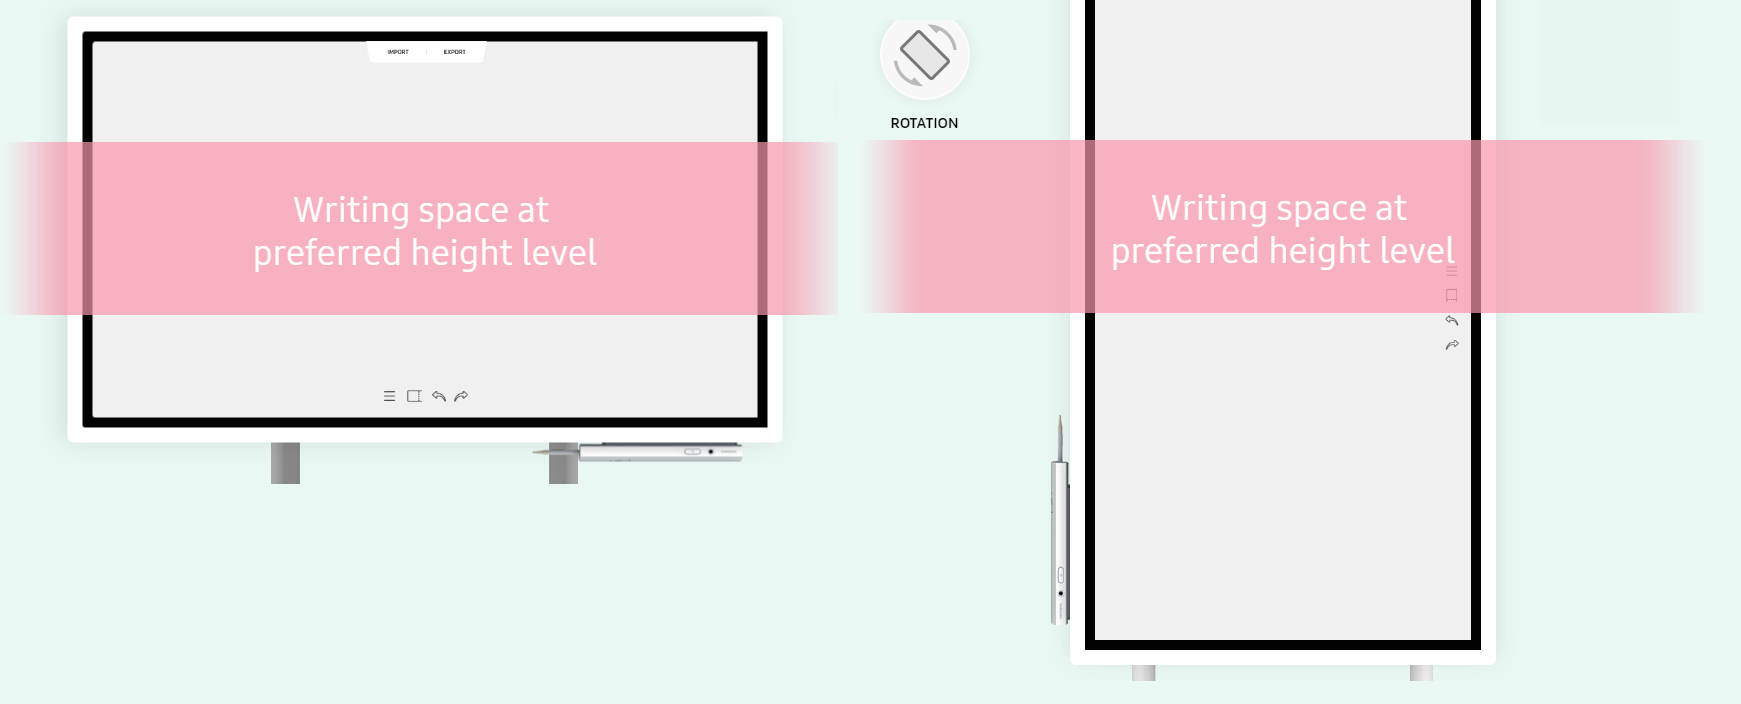 IMPORT
EXPORT
Writing space at
preferred height level
ROTATION
Writing space at
preferred height level